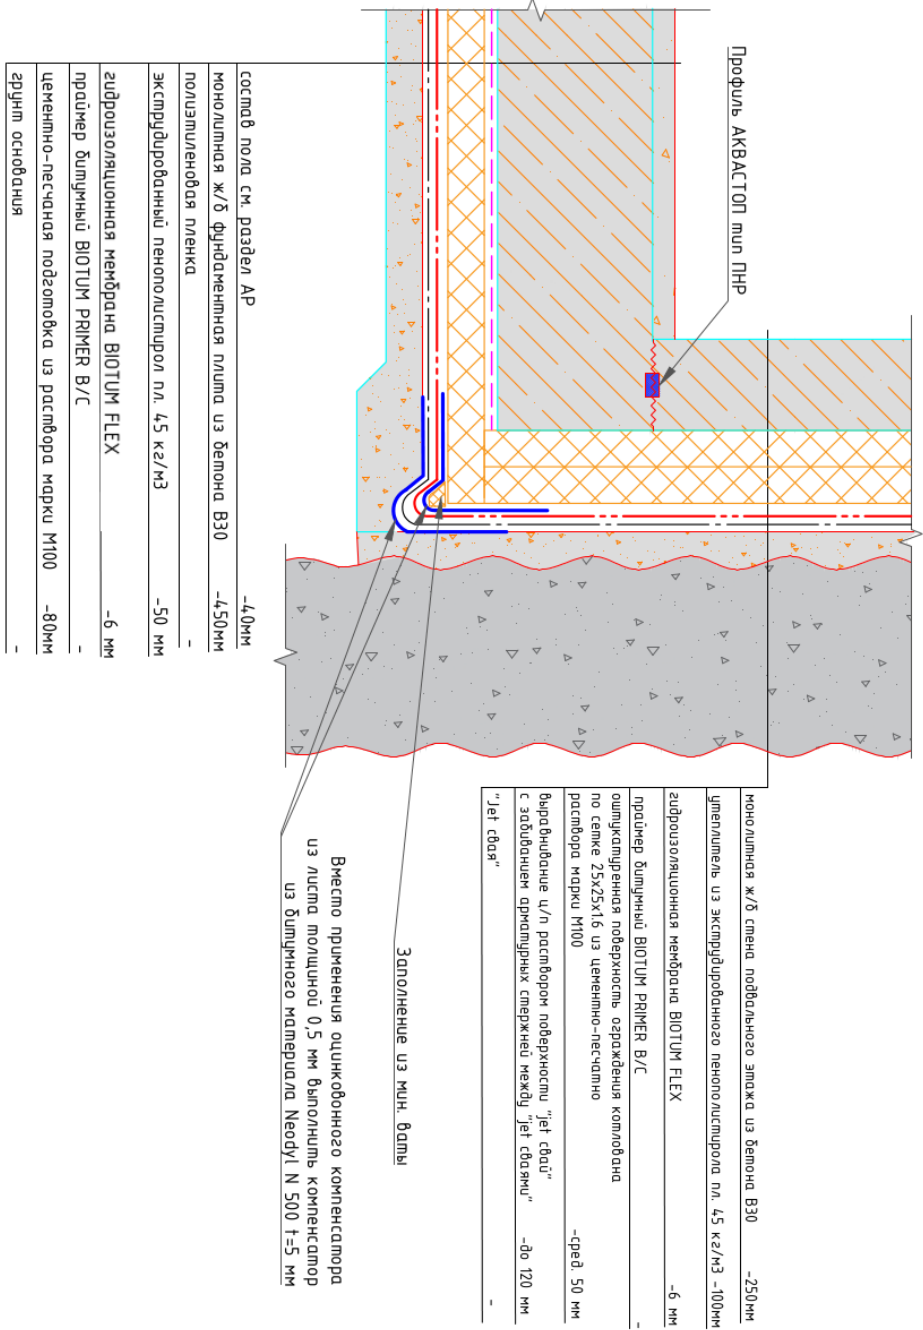 Профиль АКВАСТОП тип ПНР
состав пола см. раздел АР -40мм
монолитная ж/б фундаментная плита из бетона В30 -450мм
полиэтиленовая пленка -
экструдированный пенополистирол пл. 45 кг/м3 -50 мм
гидроизоляционная мембрана BIOTUM FLEX -6 мм
праймер битумный BIOTUM PRIMER B/C -
цементно-песчаная подготовка из раствора марки М100 -80мм
грунт основания -
монолитная ж/б стена подвального этажа из бетона В30 -250мм
утеплитель из экструдированного пенополистирола пл. 45 кг/м3 -100мм
гидроизоляционная мембрана BIOTUM FLEX -6 мм
праймер битумный BIOTUM PRIMER B/C -
оштукатуренная поверхность ограждения котлована
по сетке 25х25х1.6 из цементно-песчатно
раствора марки М100 -сред. 50 мм
выравнивание ц/п раствором поверхности "jet свай"
с забиванием арматурных стержней между "jet сваями" -до 120 мм
"Jet свая" -
Заполнение из мин. ваты
Вместо применения оцинкованного компенсатора
из листа толщиной 0,5 мм выполнить компенсатор
из битумного материала Neodyl N 500 t=5 мм